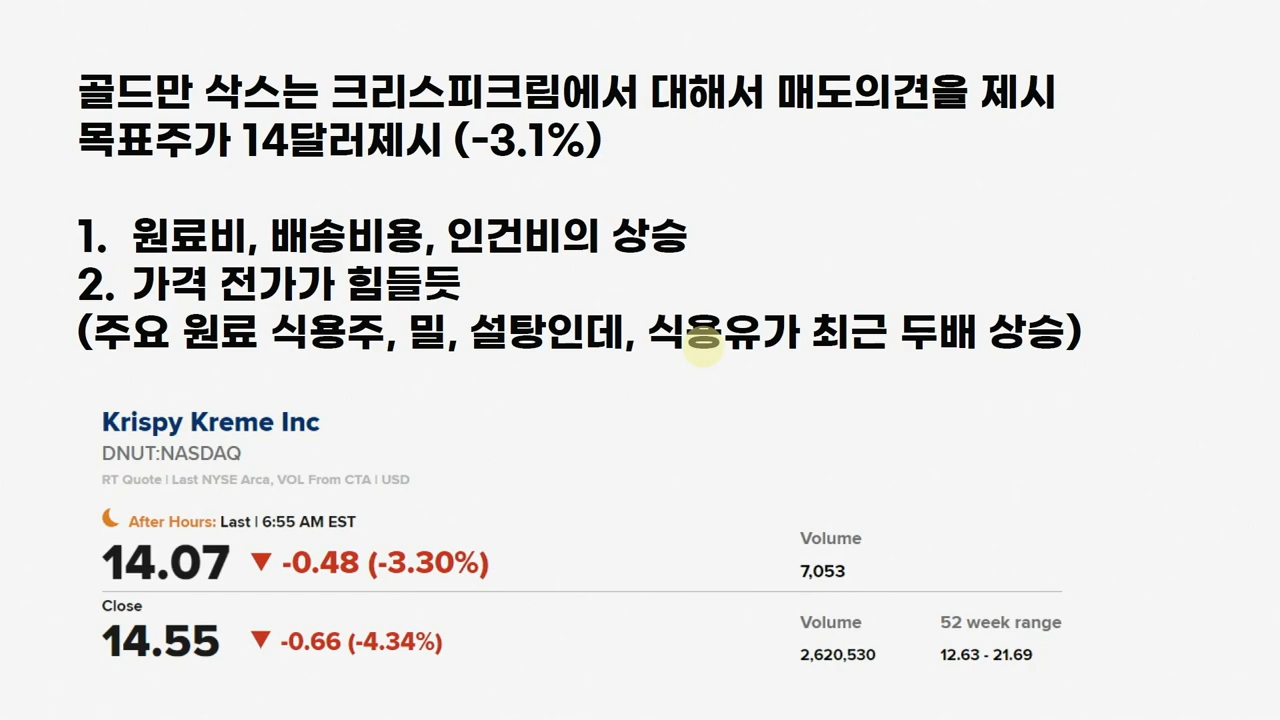 골드만 삭스는 크리스피크림에서 대해서 매도의견을 제시
목표주가 14달러제시 (-3.1%)
1. 원료비, 배송비용, 인건비의 상승
2. 가격 전가가 힘들듯
(주요 원료 식용주, 밀, 설탕인데, 식용유가 최근 두배 상승)
Krispy Kreme Inc
DNUT:NASDAQ
RT Quote | Last NYSE Arca, VOL From CTA | USD
After Hours: Last | 6:55 AM EST
14.07 ▼ -0.48 (-3.30%)
Volume
7,053
Close
14.55 ▼ -0.66 (-4.34%)
Volume
2,620,530
52 week range
12.63 - 21.69